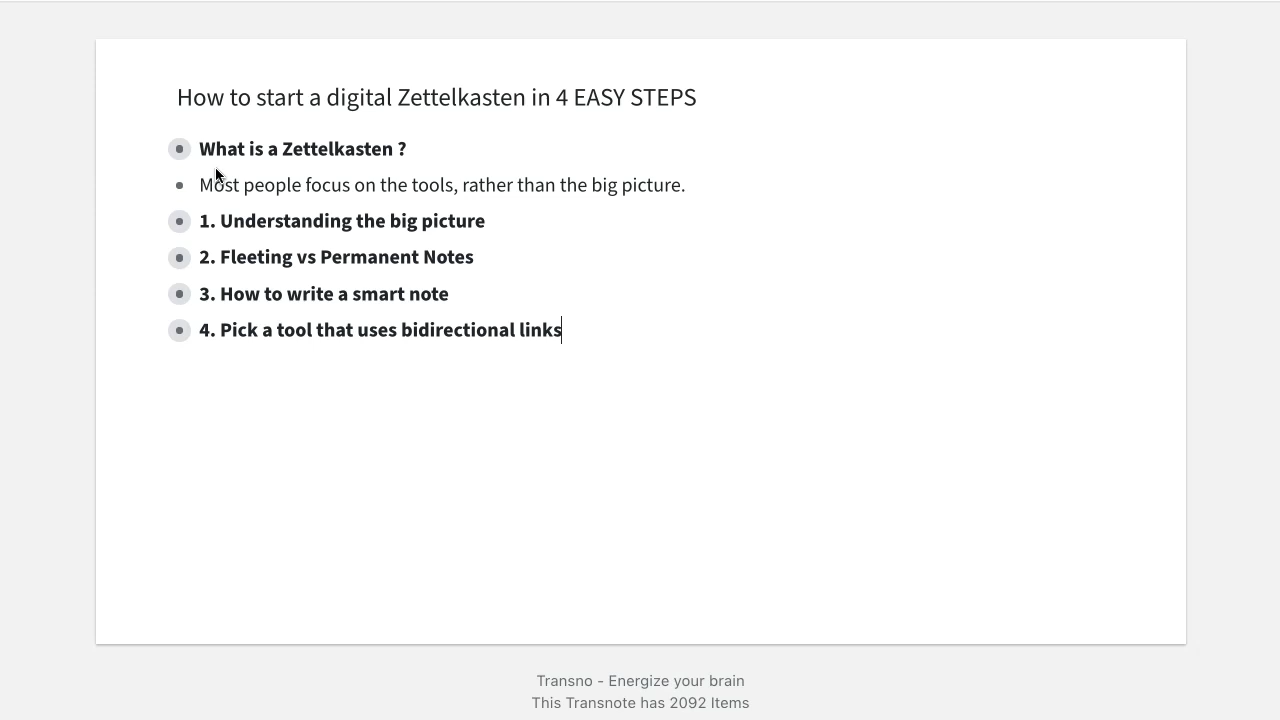 How to start a digital Zettelkasten in 4 EASY STEPS
What is a Zettelkasten ?
Most people focus on the tools, rather than the big picture.
1. Understanding the big picture
2. Fleeting vs Permanent Notes
3. How to write a smart note
4. Pick a tool that uses bidirectional links
Transno - Energize your brain
This Transnote has 2092 Items